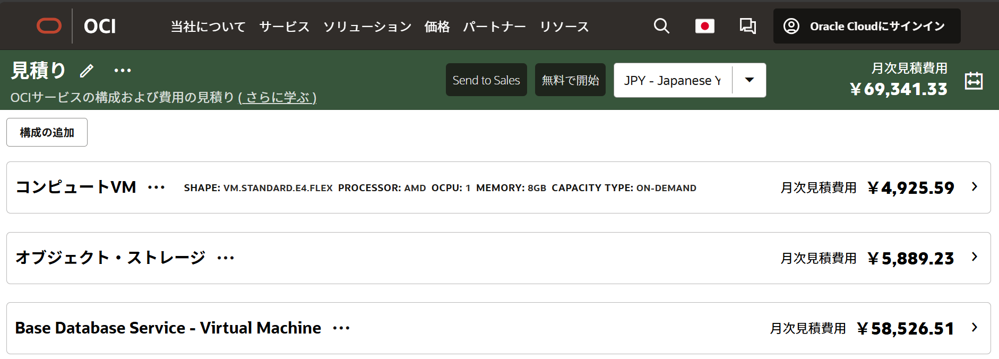 OCI 当社について サービス ソリューション 価格 パートナー リソース Oracle Cloudにサインイン
見積り
OCIサービスの構成および費用の見積り ( さらに学ぶ )
Send to Sales 無料で開始 JPY - Japanese Y
月次見積費用
¥69,341.33
構成の追加
コンピュートVM ••• SHAPE: VM.STANDARD.E4.FLEX PROCESSOR: AMD OCPU: 1 MEMORY: 8GB CAPACITY TYPE: ON-DEMAND 月次見積費用 ¥4,925.59
オブジェクト・ストレージ ••• 月次見積費用 ¥5,889.23
Base Database Service - Virtual Machine ••• 月次見積費用 ¥58,526.51